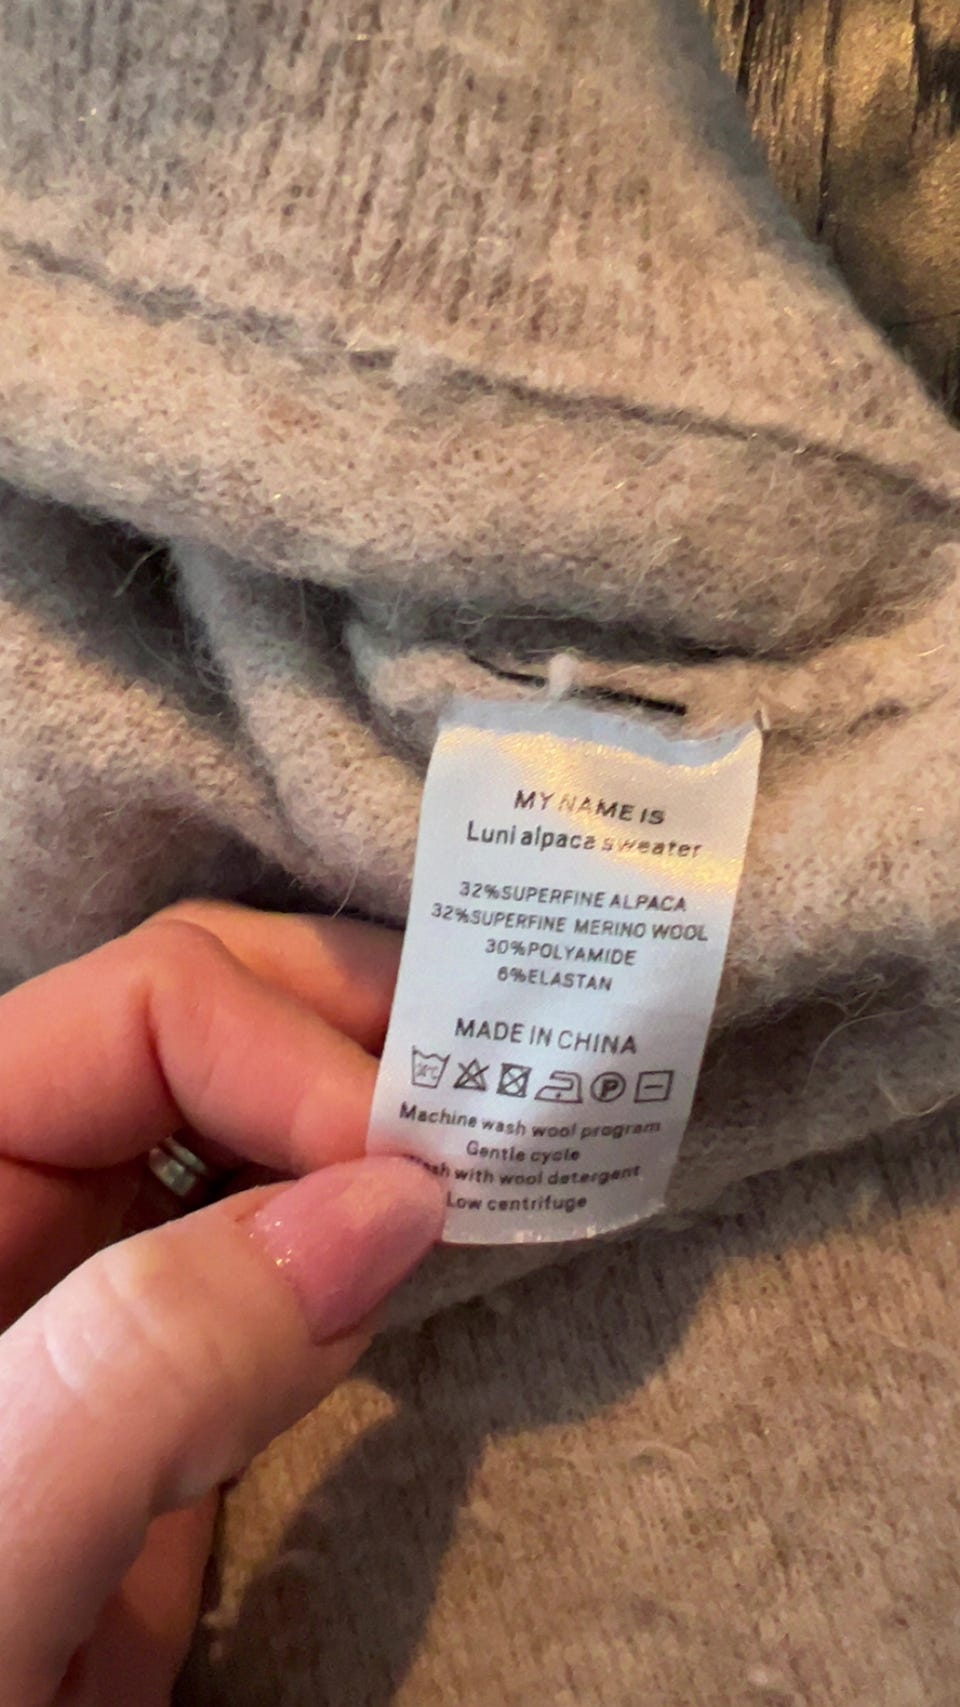 MY NAME IS
Luni alpaca sweater
32%SUPERFINE ALPACA
32%SUPERFINE MERINO WOOL
30%POLYAMIDE
6%ELASTAN
MADE IN CHINA
30°C P
Machine wash wool program
Gentle cycle
with wool detergent
Low centrifuge